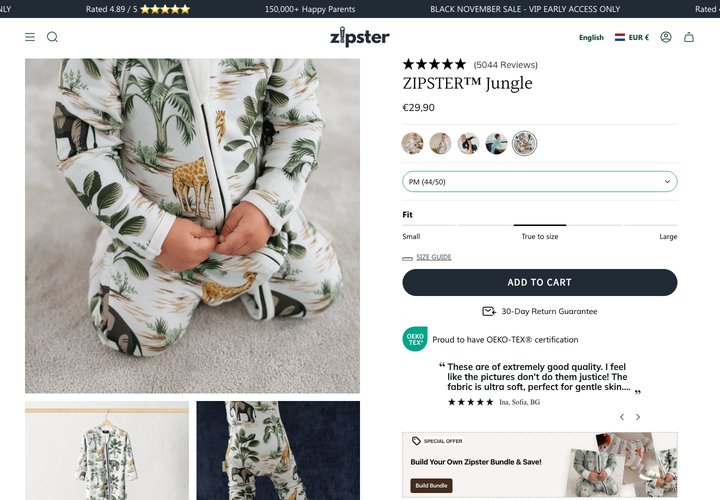 NLY
Rated 4.89 / 5
150,000+ Happy Parents
BLACK NOVEMBER SALE - VIP EARLY ACCESS ONLY
Rated 4
zipster
English
EUR €
(5044 Reviews)
ZIPSTER™ Jungle
€29,90
PM (44/50)
Fit
Small
True to size
Large
SIZE GUIDE
ADD TO CART
30-Day Return Guarantee
OEKO
TEX®
Proud to have OEKO-TEX® certification
“ These are of extremely good quality. I feel
like the pictures don't do them justice! The
fabric is ultra soft, perfect for gentle skin.... ”
Ina, Sofia, BG
SPECIAL OFFER
Build Your Own Zipster Bundle & Save!
Build Bundle